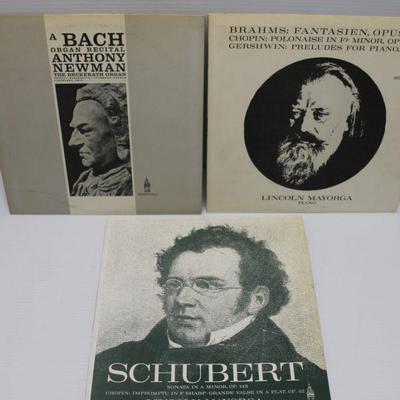 A BACH
ORGAN RECITAL
ANTHONY
NEWMAN
THE BECKERATH ORGAN
BRAHMS: FANTASIEN, OPUS
CHOPIN: POLONAISE IN F♯ MINOR, OP
GERSHWIN: PRELUDES FOR PIANO
LINCOLN MAYORGA
PIANO
SCHUBERT
SONATA IN A MINOR, OP. 143
CHOPIN: IMPROMPTU IN F SHARP·GRANDE VALSE IN A FLAT, OP. 42